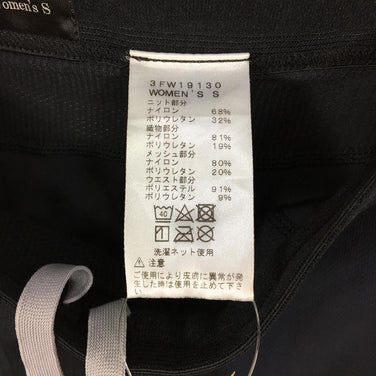 Women's S
3FW19130
WOMEN'S S
ニット部分
ナイロン 68%
ポリウレタン 32%
織物部分
ナイロン 81%
ポリウレタン 19%
メッシュ部分
ナイロン 80%
ポリウレタン 20%
ウエスト部分
ポリエステル 91%
ポリウレタン 9%
40
洗濯ネット使用
⚠注意
ご使用により皮肉に異常が発
生した時は使用を止めて下さ
い。